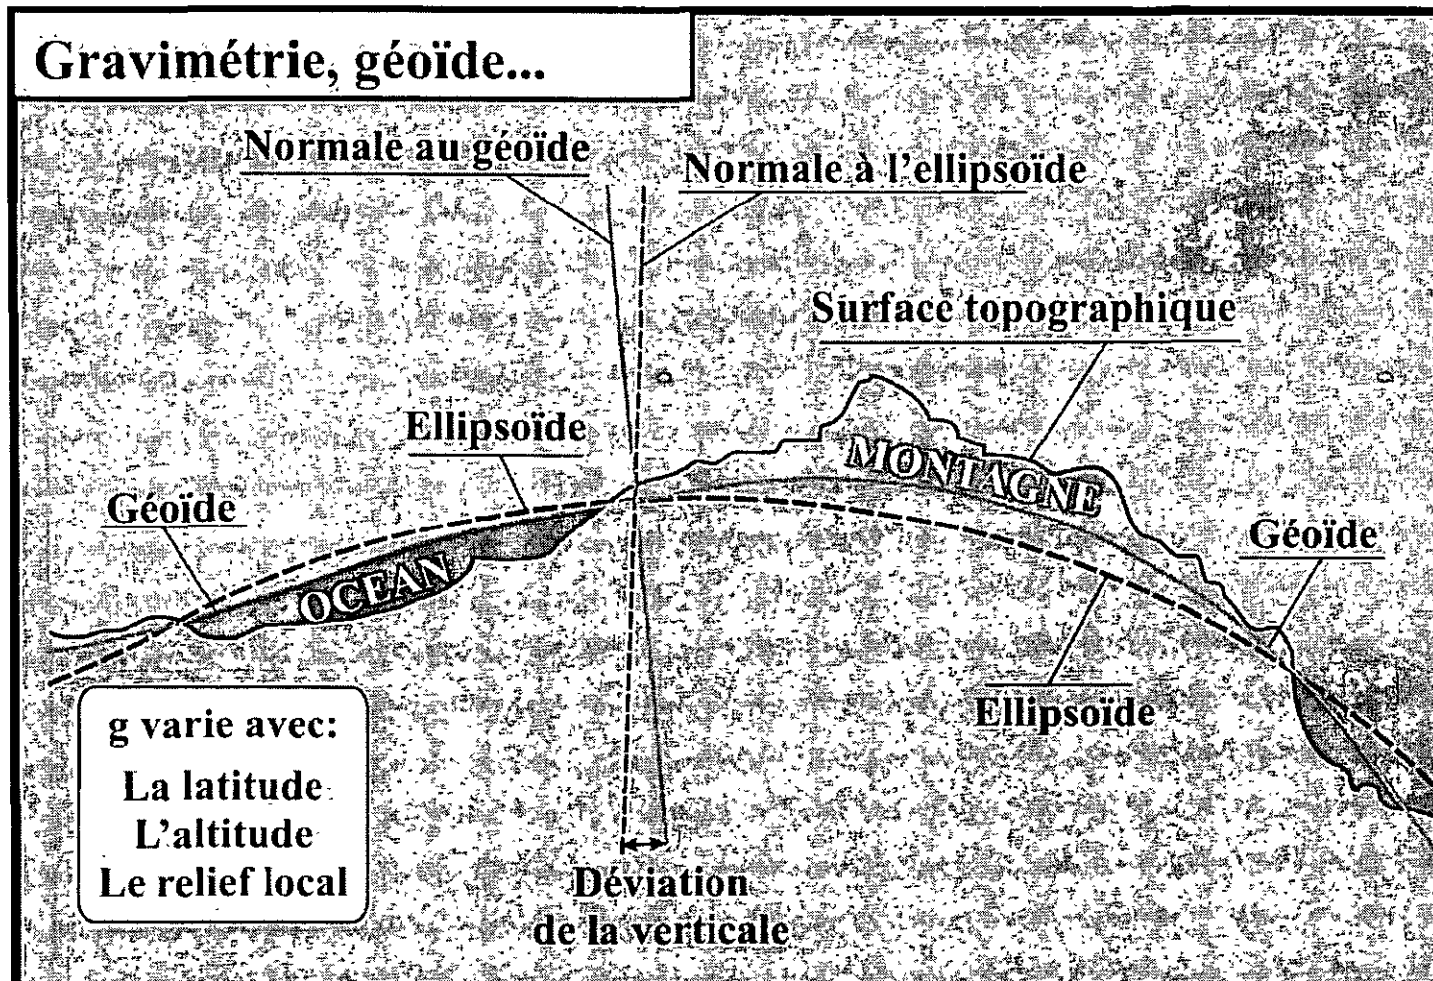 Gravimétrie, géoïde...
Normale au géoïde
Normale à l'ellipsoïde
4
Surface topographique
Ellipsoïde
MONTAGNE
Géoïde
Géoïde
OCEAN
Ellipsoïde
g varie avec:
La latitude
L'altitude
Le relief local
Déviation
de la verticale